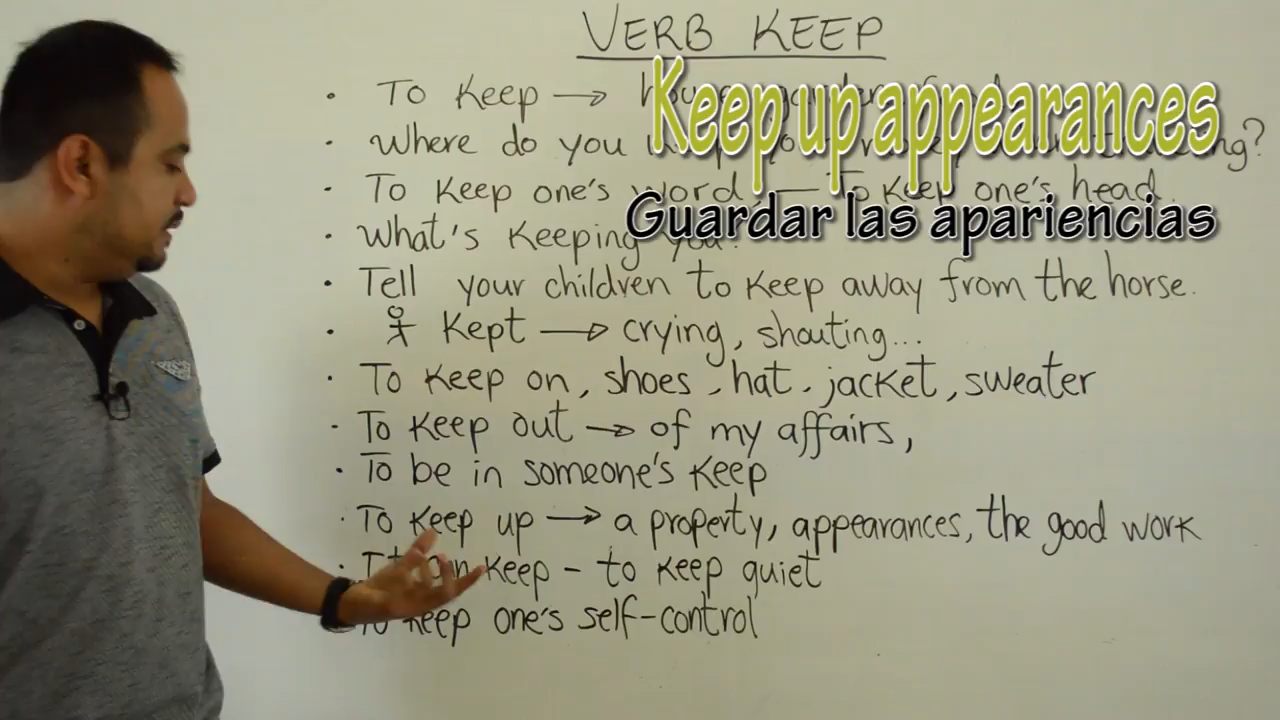 VERB KEEP
Keep up appearances
Guardar las apariencias
• To Keep →
• Where do you
• To Keep one's word, — To Keep one's head.
• What's Keeping you?
• Tell your children to Keep away from the horse.
• Kept → crying, shouting...
• To Keep on, shoes, hat, jacket, sweater
• To Keep out → of my affairs,
• To be in someone's Keep
• To Keep up → a property, appearances, the good work
• Keep - to Keep quiet
• To Keep one's self-control